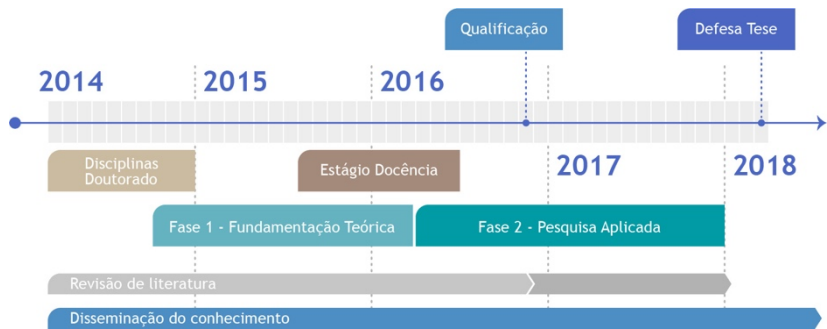 Qualificação
Defesa Tese
2014
2015
2016
Disciplinas
Doutorado
Estágio Docência
2017
2018
Fase 1 - Fundamentação Teórica
Fase 2 - Pesquisa Aplicada
Revisão de literatura
Disseminação do conhecimento